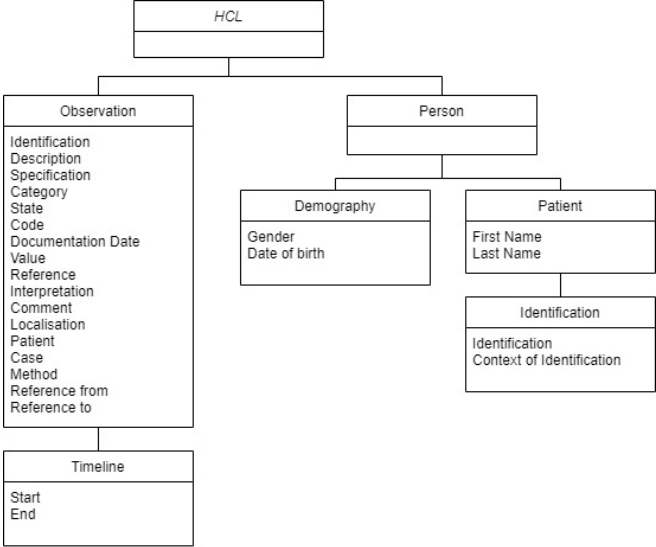 HCL
Observation
Identification
Description
Specification
Category
State
Code
Documentation Date
Value
Reference
Interpretation
Comment
Localisation
Patient
Case
Method
Reference from
Reference to
Timeline
Start
End
Person
Demography
Gender
Date of birth
Patient
First Name
Last Name
Identification
Identification
Context of Identification